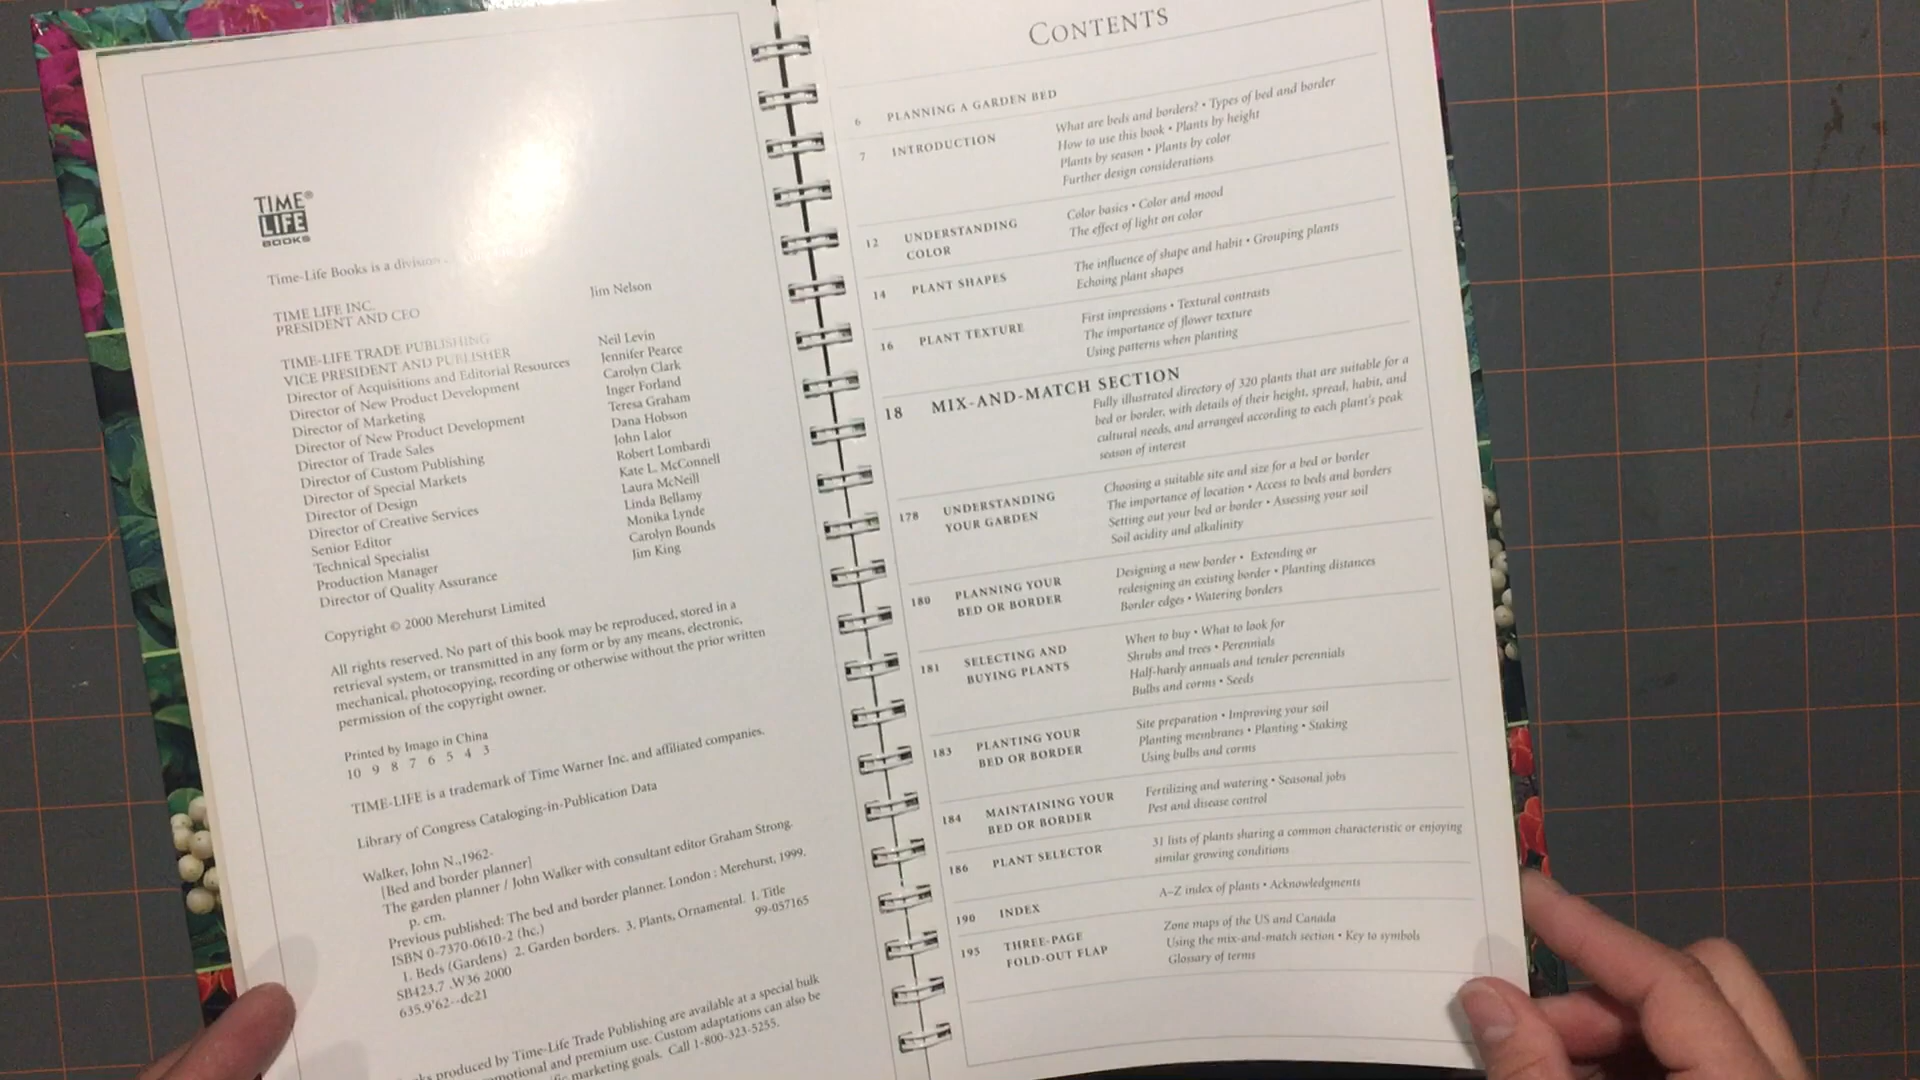 TIME®
LIFE
BOOKS
Time-Life Books is a division
TIME LIFE INC.
PRESIDENT AND CEO
Jim Nelson
TIME-LIFE TRADE PUBLISHING
VICE PRESIDENT AND PUBLISHER
Neil Levin
Director of Acquisitions and Editorial Resources
Jennifer Pearce
Director of New Product Development
Carolyn Clark
Director of Marketing
Inger Forland
Director of New Product Development
Teresa Graham
Director of Trade Sales
Dana Hobson
Director of Custom Publishing
John Lalor
Director of Special Markets
Robert Lombardi
Director of Design
Kate L. McConnell
Director of Creative Services
Laura McNeill
Senior Editor
Linda Bellamy
Technical Specialist
Monika Lynde
Production Manager
Carolyn Bounds
Director of Quality Assurance
Jim King
Copyright © 2000 Merehurst Limited
All rights reserved. No part of this book may be reproduced, stored in a
retrieval system, or transmitted in any form or by any means, electronic,
mechanical, photocopying, recording or otherwise without the prior written
permission of the copyright owner.
Printed by Imago in China
10 9 8 7 6 5 4 3
TIME-LIFE is a trademark of Time Warner Inc. and affiliated companies.
Library of Congress Cataloging-in-Publication Data
Walker, John N.,1962-
[Bed and border planner]
The garden planner / John Walker with consultant editor Graham Strong.
p. cm.
Previous published: The bed and border planner. London : Merehurst, 1999.
ISBN 0-7370-0610-2 (hc.)
1. Beds (Gardens) 2. Garden borders. 3. Plants, Ornamental. I. Title
SB423.7 .W36 2000
99-057165
635.9'62--dc21
produced by Time-Life Trade Publishing are available at a special bulk
and premium use. Custom adaptations can also be
marketing goals. Call 1-800-323-5255.
CONTENTS
6 PLANNING A GARDEN BED
7 INTRODUCTION
What are beds and borders? • Types of bed and border
How to use this book • Plants by height
Plants by season • Plants by color
Further design considerations
12 UNDERSTANDING
COLOR
Color basics • Color and mood
The effect of light on color
14 PLANT SHAPES
The influence of shape and habit • Grouping plants
Echoing plant shapes
16 PLANT TEXTURE
First impressions • Textural contrasts
The importance of flower texture
Using patterns when planting
18 MIX-AND-MATCH SECTION
Fully illustrated directory of 320 plants that are suitable for a
bed or border, with details of their height, spread, habit, and
cultural needs, and arranged according to each plant's peak
season of interest
178 UNDERSTANDING
YOUR GARDEN
Choosing a suitable site and size for a bed or border
The importance of location • Access to beds and borders
Setting out your bed or border • Assessing your soil
Soil acidity and alkalinity
180 PLANNING YOUR
BED OR BORDER
Designing a new border • Extending or
redesigning an existing border • Planting distances
Border edges • Watering borders
181 SELECTING AND
BUYING PLANTS
When to buy • What to look for
Shrubs and trees • Perennials
Half-hardy annuals and tender perennials
Bulbs and corms • Seeds
183 PLANTING YOUR
BED OR BORDER
Site preparation • Improving your soil
Planting membranes • Planting • Staking
Using bulbs and corms
184 MAINTAINING YOUR
BED OR BORDER
Fertilizing and watering • Seasonal jobs
Pest and disease control
186 PLANT SELECTOR
31 lists of plants sharing a common characteristic or enjoying
similar growing conditions
190 INDEX
A–Z index of plants • Acknowledgments
195 THREE-PAGE
FOLD-OUT FLAP
Zone maps of the US and Canada
Using the mix-and-match section • Key to symbols
Glossary of terms